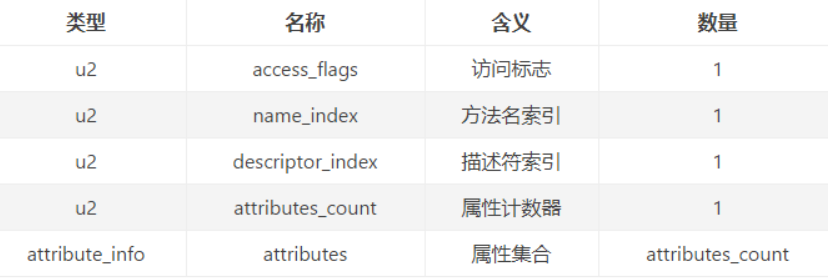 类型 名称 含义 数量
u2 access_flags 访问标志 1
u2 name_index 方法名索引 1
u2 descriptor_index 描述符索引 1
u2 attributes_count 属性计数器 1
attribute_info attributes 属性集合 attributes_count